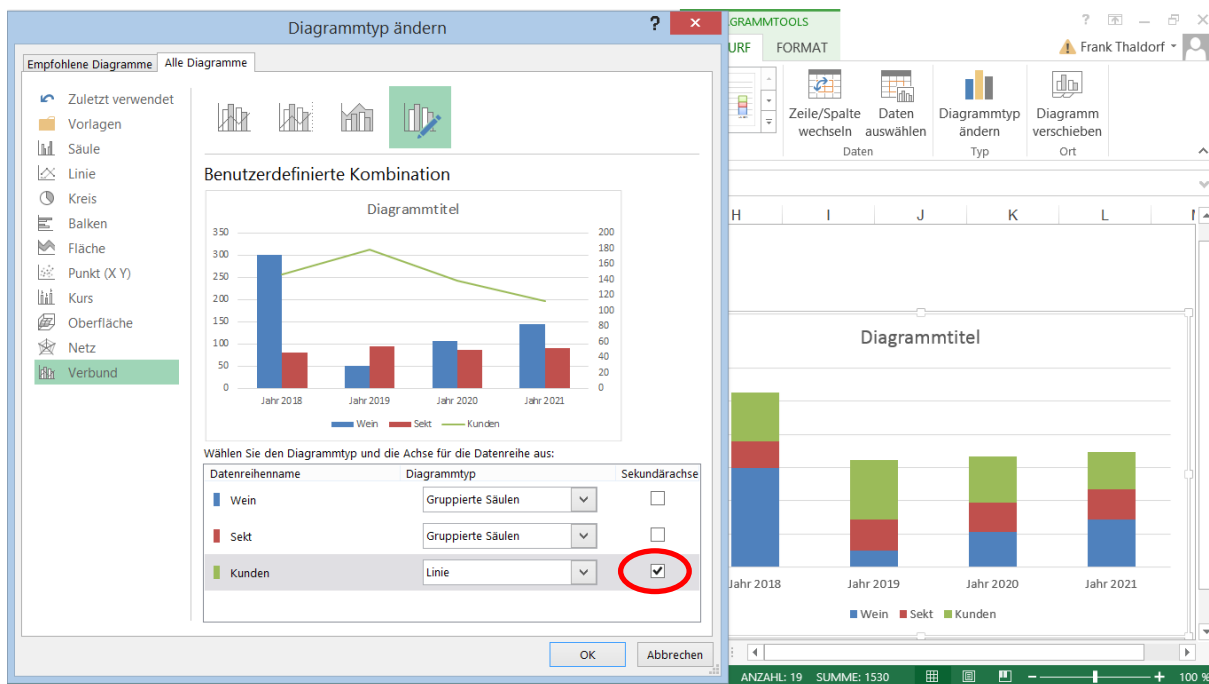 Diagrammtyp ändern
?
Empfohlene Diagramme
Alle Diagramme
Zuletzt verwendet
Vorlagen
Säule
Linie
Kreis
Balken
Fläche
Punkt (X Y)
Kurs
Oberfläche
Netz
Verbund
Benutzerdefinierte Kombination
Diagrammtitel
350
300
250
200
150
100
50
0
200
180
160
140
120
100
80
60
40
20
0
Jahr 2018 Jahr 2019 Jahr 2020 Jahr 2021
Wein Sekt Kunden
Wählen Sie den Diagrammtyp und die Achse für die Datenreihe aus:
Datenreihenname Diagrammtyp Sekundärachse
Wein Gruppierte Säulen
Sekt Gruppierte Säulen
Kunden Linie
OK Abbrechen
GRAMMTOOLS
?
URF FORMAT
Frank Thaldorf
Zeile/Spalte
wechseln
Daten
auswählen
Diagrammtyp
ändern
Diagramm
verschieben
Daten Typ Ort
H I J K L
Diagrammtitel
Jahr 2018 Jahr 2019 Jahr 2020 Jahr 2021
Wein Sekt Kunden
ANZAHL: 19 SUMME: 1530
100 %